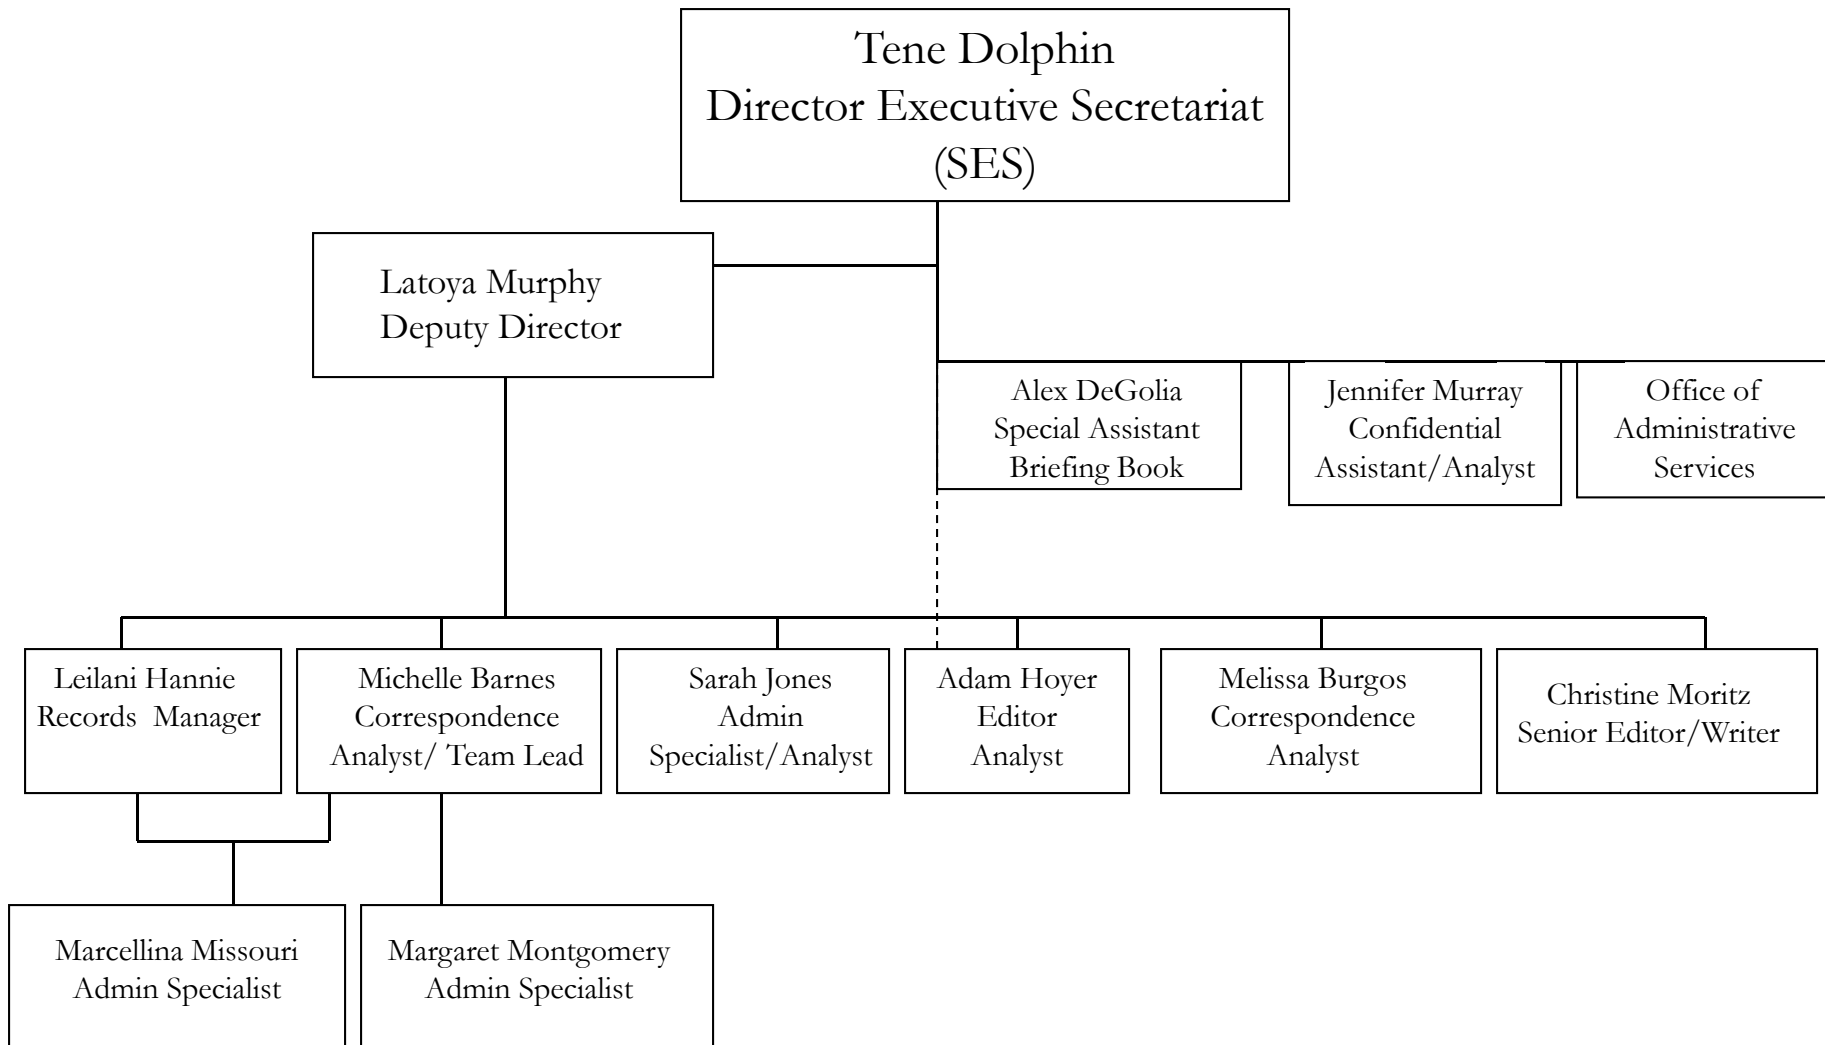 Tene Dolphin
Director Executive Secretariat
(SES)
Latoya Murphy
Deputy Director
Alex DeGolia
Special Assistant
Briefing Book
Jennifer Murray
Confidential
Assistant/Analyst
Office of
Administrative
Services
Leilani Hannie
Records  Manager
Michelle Barnes
Correspondence
Analyst/ Team Lead
Sarah Jones
Admin
Specialist/Analyst
Adam Hoyer
Editor
Analyst
Melissa Burgos
Correspondence
Analyst
Christine Moritz
Senior Editor/Writer
Marcellina Missouri
Admin Specialist
Margaret Montgomery
Admin Specialist